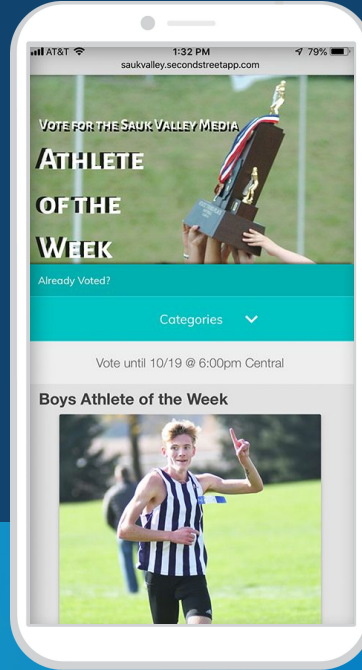 AT&T 1:32 PM 79%
saukvalley.secondstreetapp.com
VOTE FOR THE SAUK VALLEY MEDIA
ATHLETE
OF THE
WEEK
Already Voted?
Categories
Vote until 10/19 @ 6:00pm Central
Boys Athlete of the Week